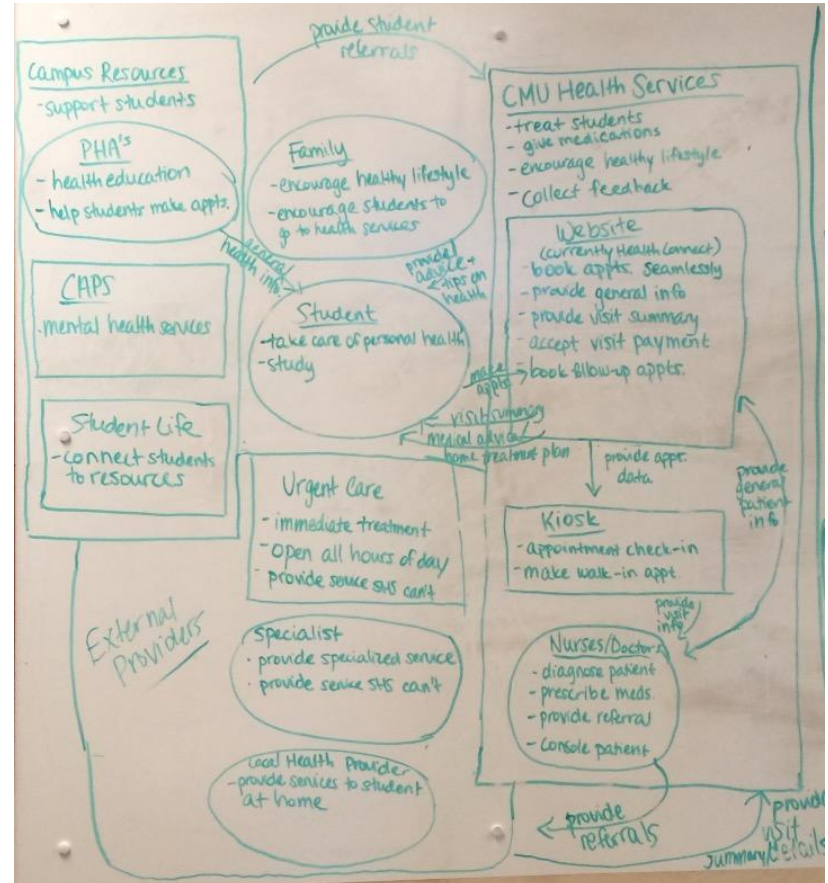 provide student
referrals
Campus Resources
-support students
PHA's
- health education
- help students make appts.
CAPS
-mental health services
Student Life
- connect students
to resources
Family
-encourage healthy lifestyle
-encourage students to
go to health services
general
health info.
provide
advice +
tips on
health
Student
-take care of personal health
-study
make
appts.
visit summary
medical advice/
home treatment plan
CMU Health Services
-treat students
- give medications
-encourage healthy lifestyle
-collect feedback
Website
(currently HealthConnect)
-book appts. seamlessly
-provide general info
-provide visit summary
-accept visit payment
-book follow-up appts.
provide appt.
data
provide
general
patient
info
Kiosk
-appointment check-in
-make walk-in appt.
provide
visit
info
Nurses/Doctors
-diagnose patient
-prescribe meds.
-provide referral
-console patient
Urgent Care
- immediate treatment
-open all hours of day
-provide service SHS can't
External
Providers
Specialist
· provide specialized service
· provide service SHS can't
Local Health Provider
-provide services to student
at home
provide
referrals
provide
visit
summary/details